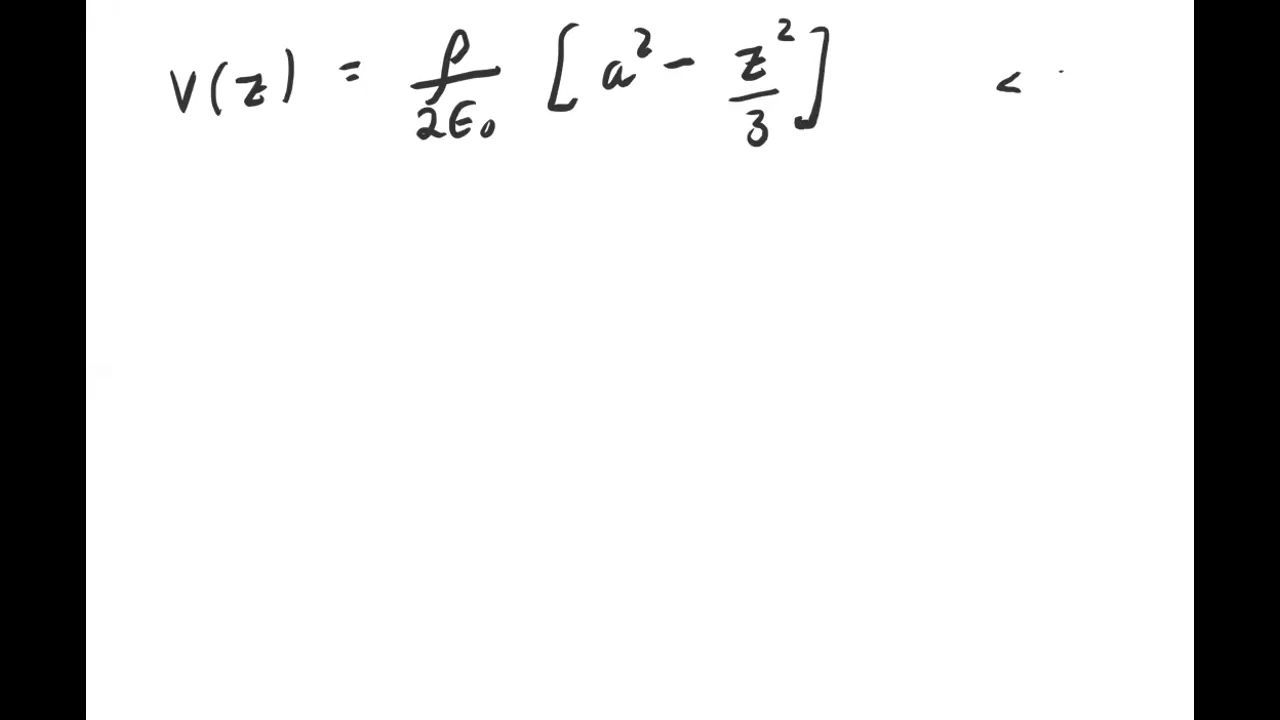 V(z) = ρ/2ϵ₀ [a² - z²/3] <